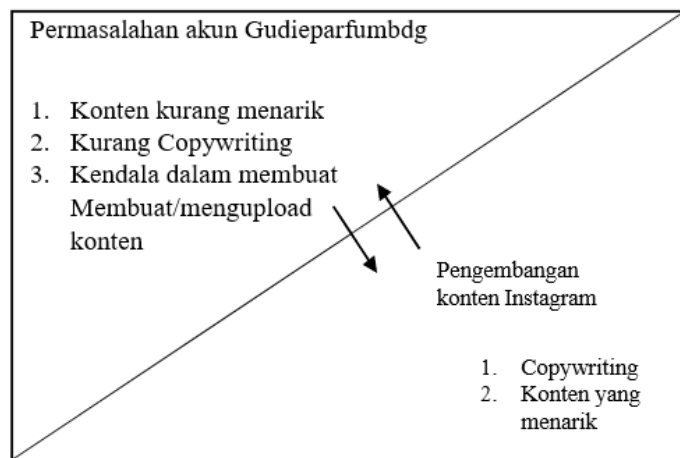 Permasalahan akun Gudieparfumbdg
1. Konten kurang menarik
2. Kurang Copywriting
3. Kendala dalam membuat
Membuat/mengupload
konten
Pengembangan
konten Instagram
1. Copywriting
2. Konten yang
menarik